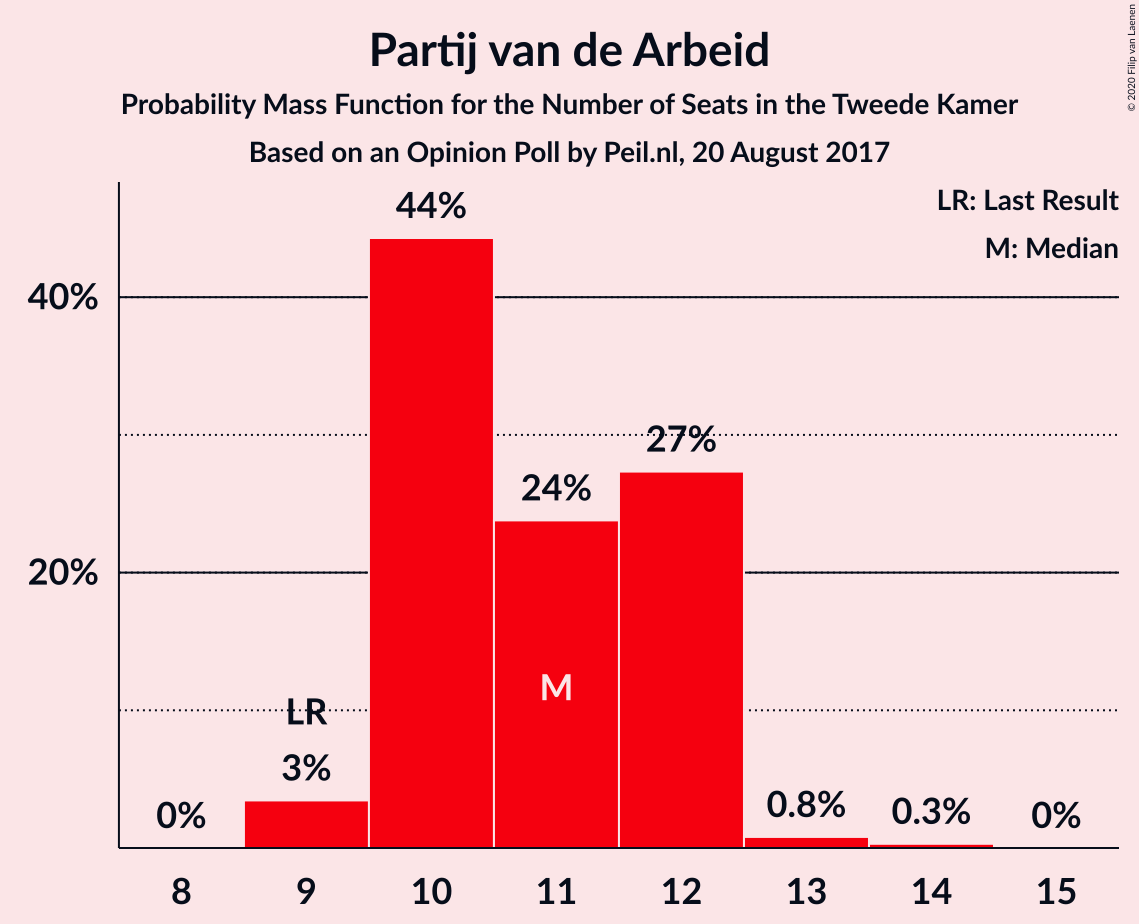 Partij van de Arbeid
Probability Mass Function for the Number of Seats in the Tweede Kamer
Based on an Opinion Poll by Peil.nl, 20 August 2017
© 2020 Filip van Laenen
LR: Last Result
M: Median
40%
20%
0%
LR
3%
44%
24%
M
27%
0.8%
0.3%
0%
8 9 10 11 12 13 14 15